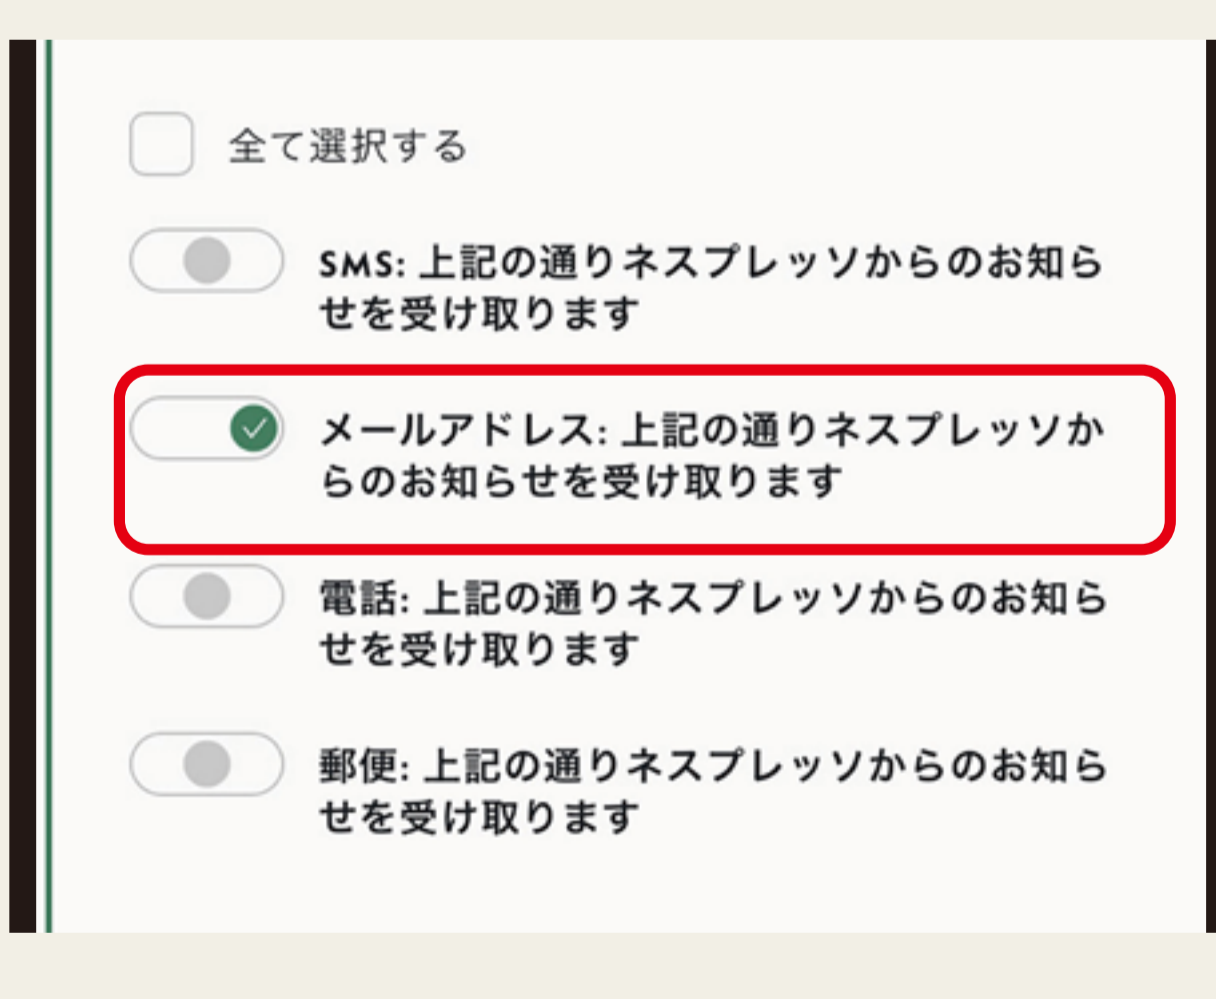 全て選択する
SMS: 上記の通りネスプレッソからのお知ら
せを受け取ります
メールアドレス: 上記の通りネスプレッソか
らのお知らせを受け取ります
電話: 上記の通りネスプレッソからのお知ら
せを受け取ります
郵便: 上記の通りネスプレッソからのお知ら
せを受け取ります